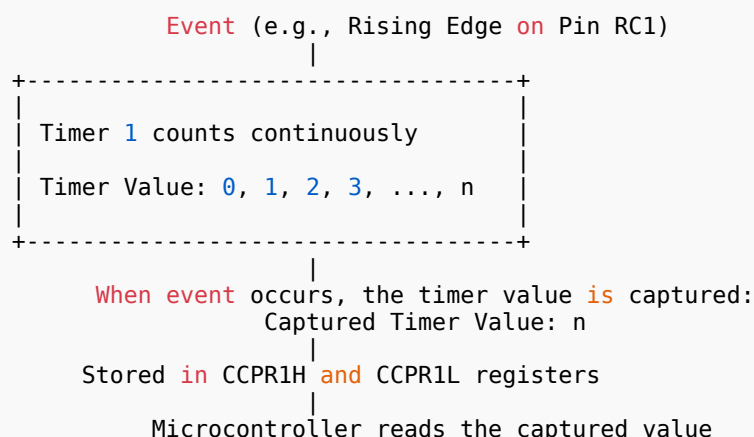 Event (e.g., Rising Edge on Pin RC1)
|
+-----------------------------------+
|                                   |
| Timer 1 counts continuously       |
|                                   |
| Timer Value: 0, 1, 2, 3, ..., n   |
|                                   |
+-----------------------------------+
|
When event occurs, the timer value is captured:
Captured Timer Value: n
|
Stored in CCPR1H and CCPR1L registers
|
Microcontroller reads the captured value